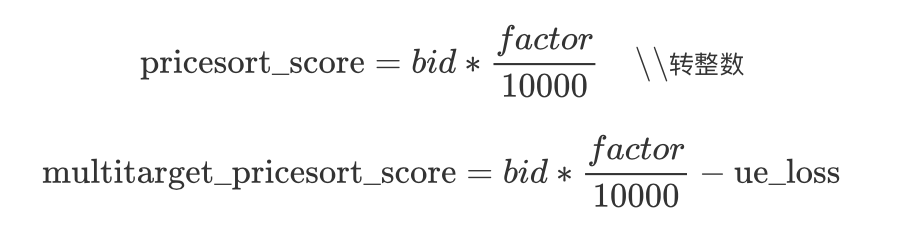 pricesort_score = bid * factor/10000 \\转整数
multitarget_pricesort_score = bid * factor/10000 − ue_loss